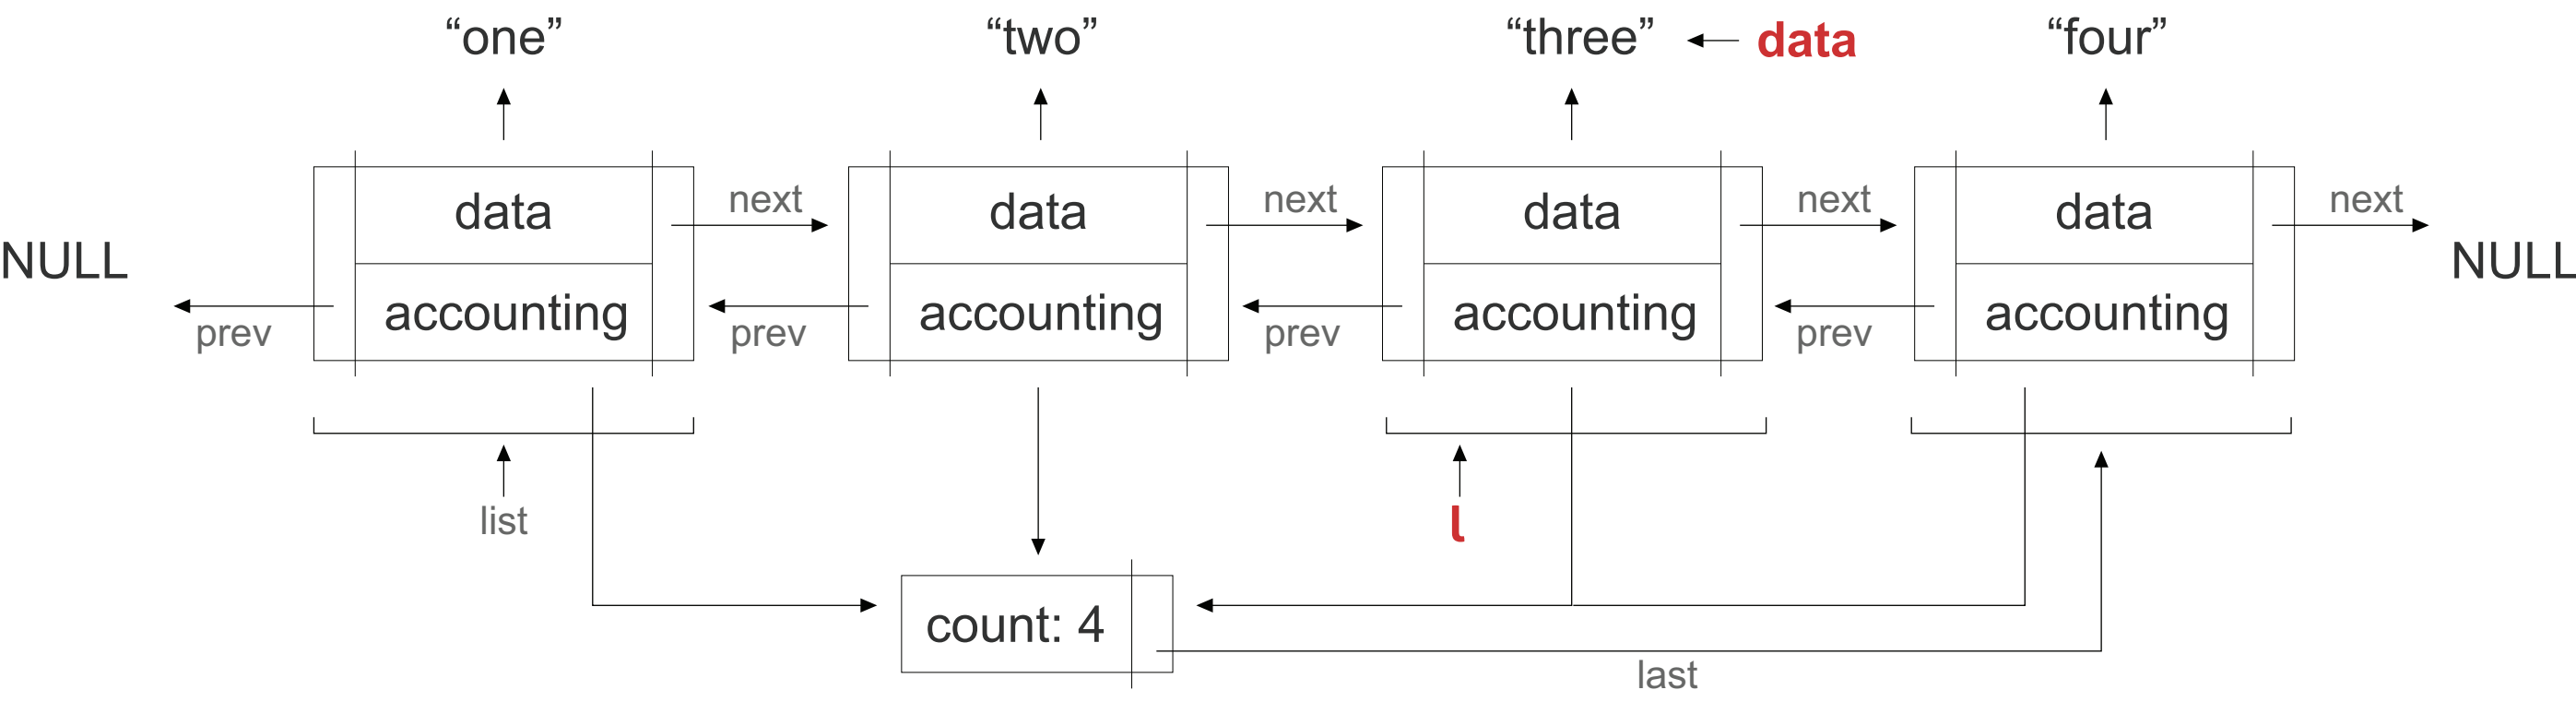 “one” “two” “three” data “four”
data next data next data next data next
NULL NULL
prev accounting prev accounting prev accounting prev accounting
list l
count: 4
last